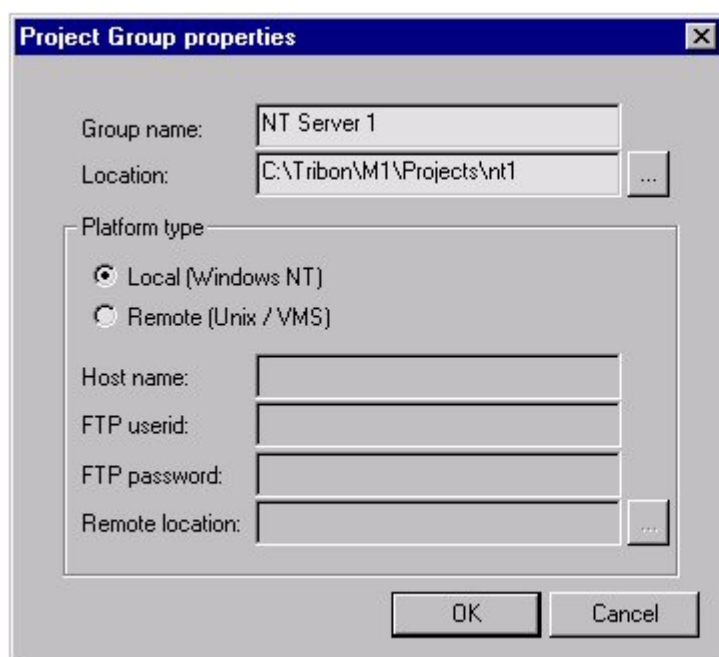 Project Group properties
Group name: NT Server 1
Location: C:\Tribon\M1\Projects\nt1 ...
Platform type
Local (Windows NT)
Remote (Unix / VMS)
Host name:
FTP userid:
FTP password:
Remote location: ...
OK Cancel